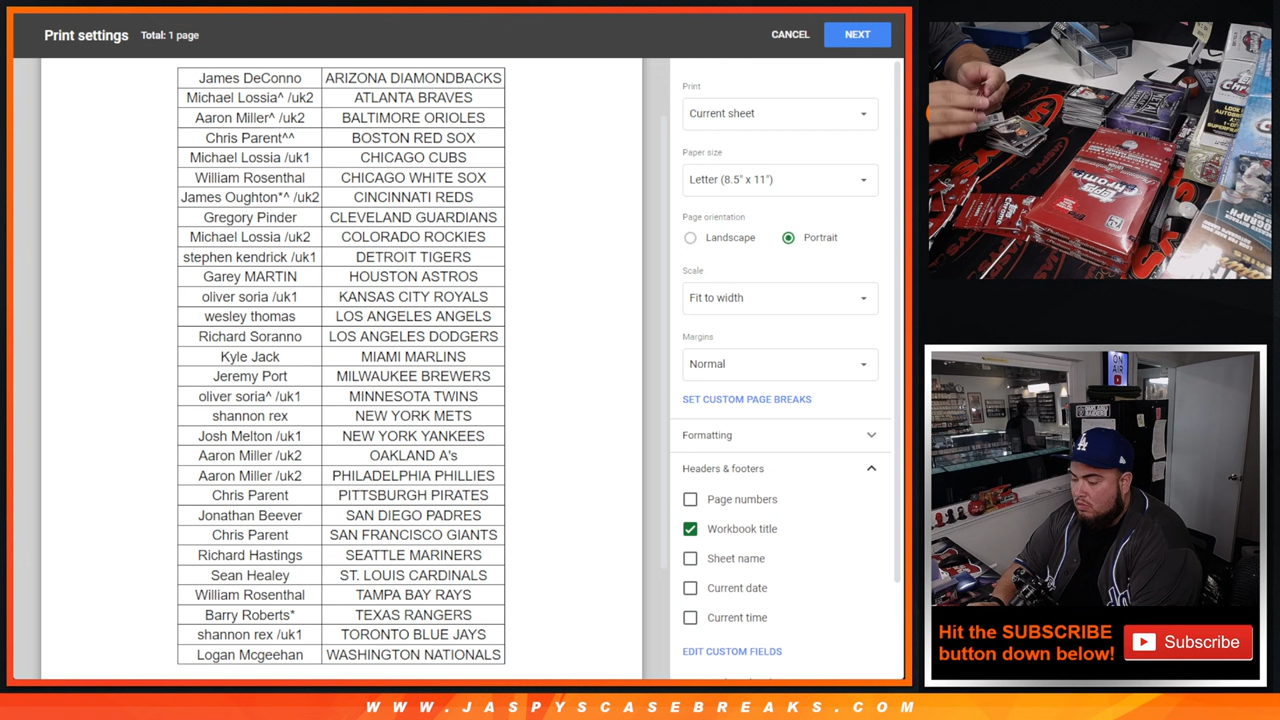 Print settings Total: 1 page CANCEL NEXT
James DeConno ARIZONA DIAMONDBACKS
Michael Lossia^ /uk2 ATLANTA BRAVES
Aaron Miller^ /uk2 BALTIMORE ORIOLES
Chris Parent^^ BOSTON RED SOX
Michael Lossia /uk1 CHICAGO CUBS
William Rosenthal CHICAGO WHITE SOX
James Oughton*^ /uk2 CINCINNATI REDS
Gregory Pinder CLEVELAND GUARDIANS
Michael Lossia /uk2 COLORADO ROCKIES
stephen kendrick /uk1 DETROIT TIGERS
Garey MARTIN HOUSTON ASTROS
oliver soria /uk1 KANSAS CITY ROYALS
wesley thomas LOS ANGELES ANGELS
Richard Soranno LOS ANGELES DODGERS
Kyle Jack MIAMI MARLINS
Jeremy Port MILWAUKEE BREWERS
oliver soria^ /uk1 MINNESOTA TWINS
shannon rex NEW YORK METS
Josh Melton /uk1 NEW YORK YANKEES
Aaron Miller /uk2 OAKLAND A's
Aaron Miller /uk2 PHILADELPHIA PHILLIES
Chris Parent PITTSBURGH PIRATES
Jonathan Beever SAN DIEGO PADRES
Chris Parent SAN FRANCISCO GIANTS
Richard Hastings SEATTLE MARINERS
Sean Healey ST. LOUIS CARDINALS
William Rosenthal TAMPA BAY RAYS
Barry Roberts* TEXAS RANGERS
shannon rex /uk1 TORONTO BLUE JAYS
Logan Mcgeehan WASHINGTON NATIONALS
Print
Current sheet
Paper size
Letter (8.5" x 11")
Page orientation
Landscape Portrait
Scale
Fit to width
Margins
Normal
SET CUSTOM PAGE BREAKS
Formatting
Headers & footers
Page numbers
Workbook title
Sheet name
Current date
Current time
EDIT CUSTOM FIELDS
Topps
Chrome
ON
AIR
Hit the SUBSCRIBE
button down below!
Subscribe
WWW.JASPYSCASEBREAKS.COM